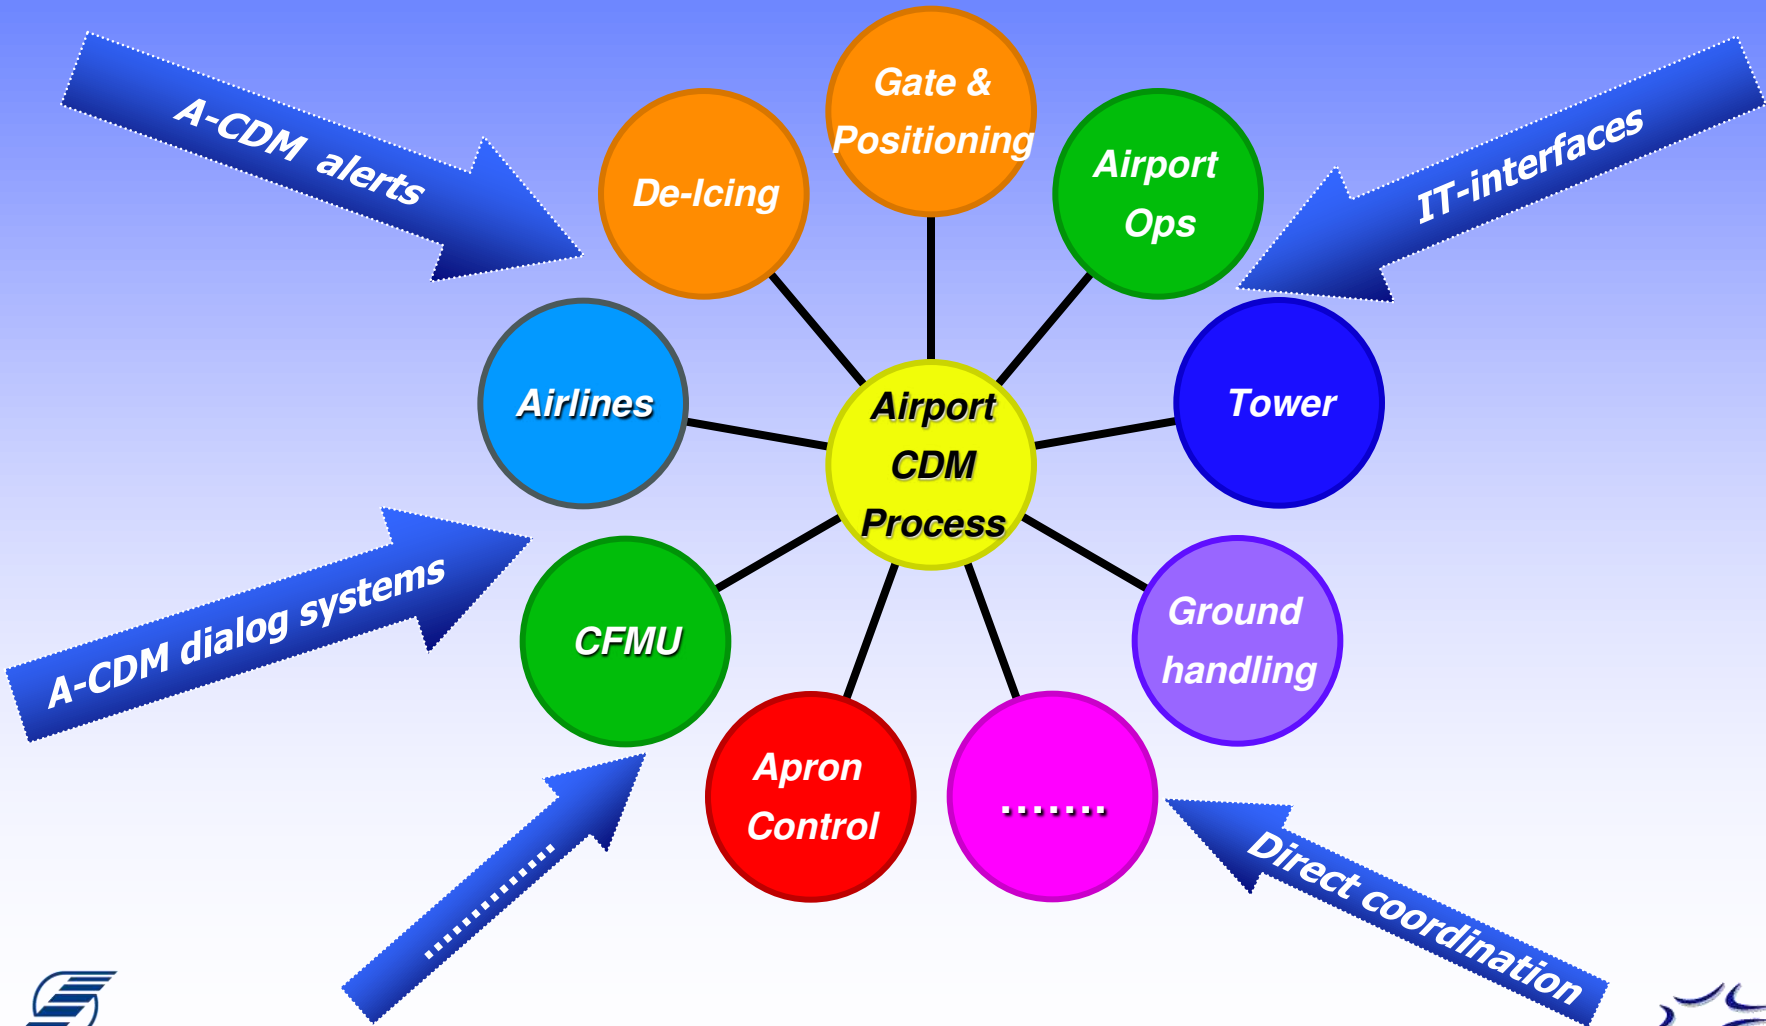 Gate &
Positioning
A-CDM alerts
De-Icing
Airport
Ops
IT-interfaces
Airlines
Airport
CDM
Process
Tower
A-CDM dialog systems
CFMU
Ground
handling
Apron
Control
.......
..............
Direct coordination